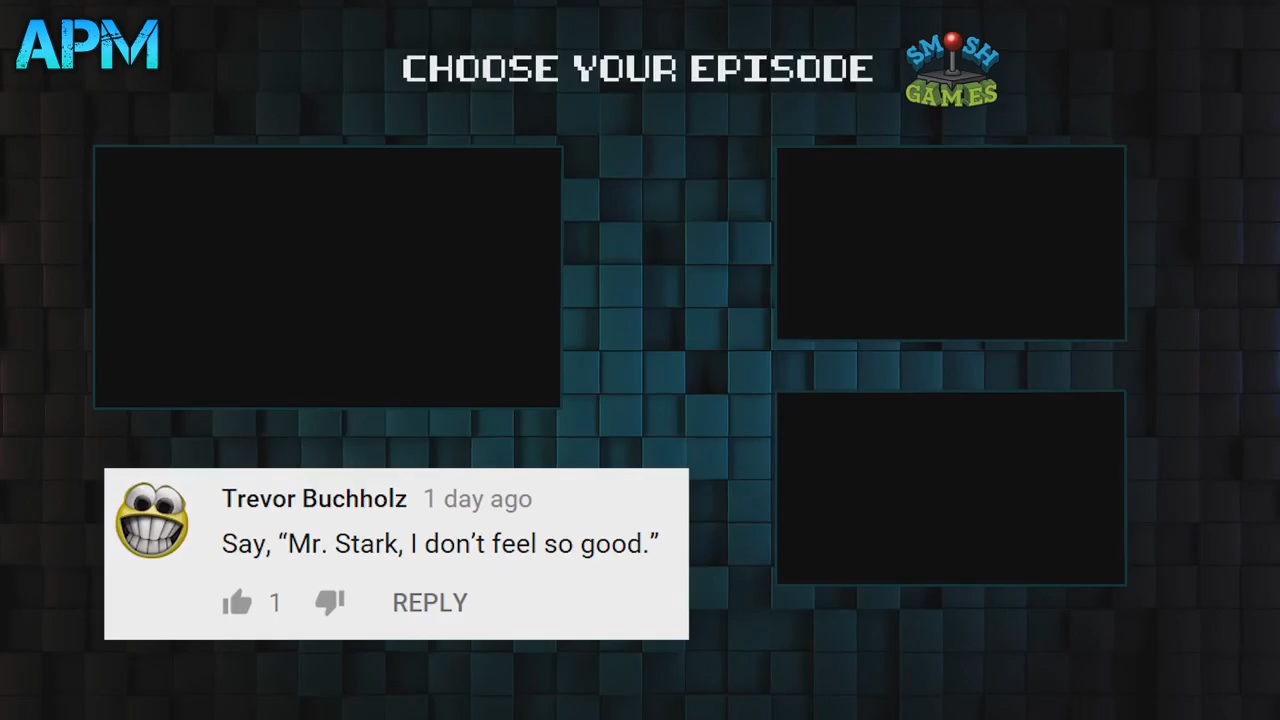 APM
CHOOSE YOUR EPISODE
SMOSH
GAMES
Trevor Buchholz 1 day ago
Say, “Mr. Stark, I don’t feel so good.”
1 REPLY